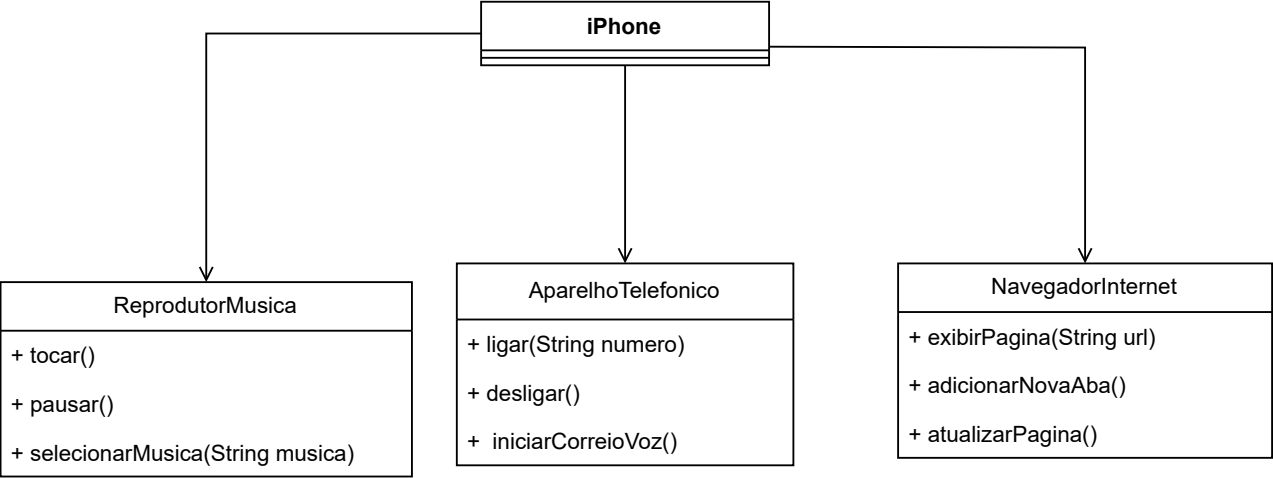 iPhone
ReprodutorMusica
+ tocar()
+ pausar()
+ selecionarMusica(String musica)
AparelhoTelefonico
+ ligar(String numero)
+ desligar()
+  iniciarCorreioVoz()
NavegadorInternet
+ exibirPagina(String url)
+ adicionarNovaAba()
+ atualizarPagina()